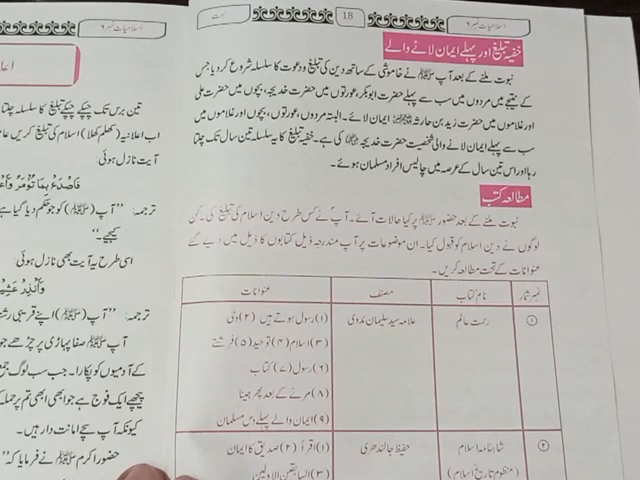 اسلامیات نمبر ۶
18
نبوت
خفیہ تبلیغ اور پہلے ایمان لانے والے
نبوت ملنے کے بعد آپ ﷺ نے خاموشی کے ساتھ دین کی تبلیغ و دعوت کا سلسلہ شروع کر دیا جس
کے نتیجے میں مردوں میں سب سے پہلے حضرت ابوبکر، عورتوں میں حضرت خدیجہ، بچوں میں حضرت علی
اور غلاموں میں حضرت زید بن حارثہ ایمان لائے۔ البتہ مردوں، عورتوں، بچوں اور غلاموں میں
سب سے پہلے ایمان لانے والی شخصیت حضرت خدیجہ کی ہے۔ خفیہ تبلیغ کا یہ سلسلہ تین سال تک چلتا
رہا اور اس تین سال کے عرصہ میں چالیس افراد مسلمان ہوئے۔
مطالعہ کتب
نبوت ملنے کے بعد حضور ﷺ پر کیا حالات آئے۔ آپ نے کس طرح دین اسلام کی تبلیغ کی۔ کن
لوگوں نے دین اسلام کو قبول کیا۔ ان موضوعات پر آپ مندرجہ ذیل کتابوں کا ذیل میں دیے گئے
عنوانات کے تحت مطالعہ کریں۔
نمبر شمار نام کتاب مصنف عنوانات
۱ رحمت عالم علامہ سید سلیمان ندوی (۱) رسول ہوتے ہیں (۲) وحی
(۳) اسلام (۴) توحید (۵) فرشتے
(۶) رسول (۷) کتاب
(۸) مرنے کے بعد پھر جینا
(۹) ایمان والے پہلے دس مسلمان
۲ شاہنامہ اسلام حفیظ جالندھری (۱) اقرأ (۲) صدیق کا ایمان
(منظوم تاریخ اسلام) (۳) السابقون الاولین
اسلامیات نمبر ۶
اعلا
تین برس تک چپکے چپکے تبلیغ کا سلسلہ چلتا
اب اعلانیہ (کھلم کھلا) اسلام کی تبلیغ کریں
آیت نازل ہوئی:
فَاصْدَعْ بِمَا تُؤْمَرُ
ترجمہ: ”آپ (ﷺ) کو جو حکم دیا گیا ہے
کیجیے۔“
اسی طرح یہ آیت بھی نازل ہوئی:
وَأَنْذِرْ
ترجمہ: ”آپ (ﷺ) اپنے قریبی
آپ ﷺ صفا پہاڑی پر چڑھے
کے آدمیوں کو پکارا۔ جب سب لوگ
پیچھے ایک فوج ہے جو ابھی ابھی تم پر
کیونکہ آپ سچے امانت دار ہیں۔
حضور اکرم ﷺ نے فرمایا کہ